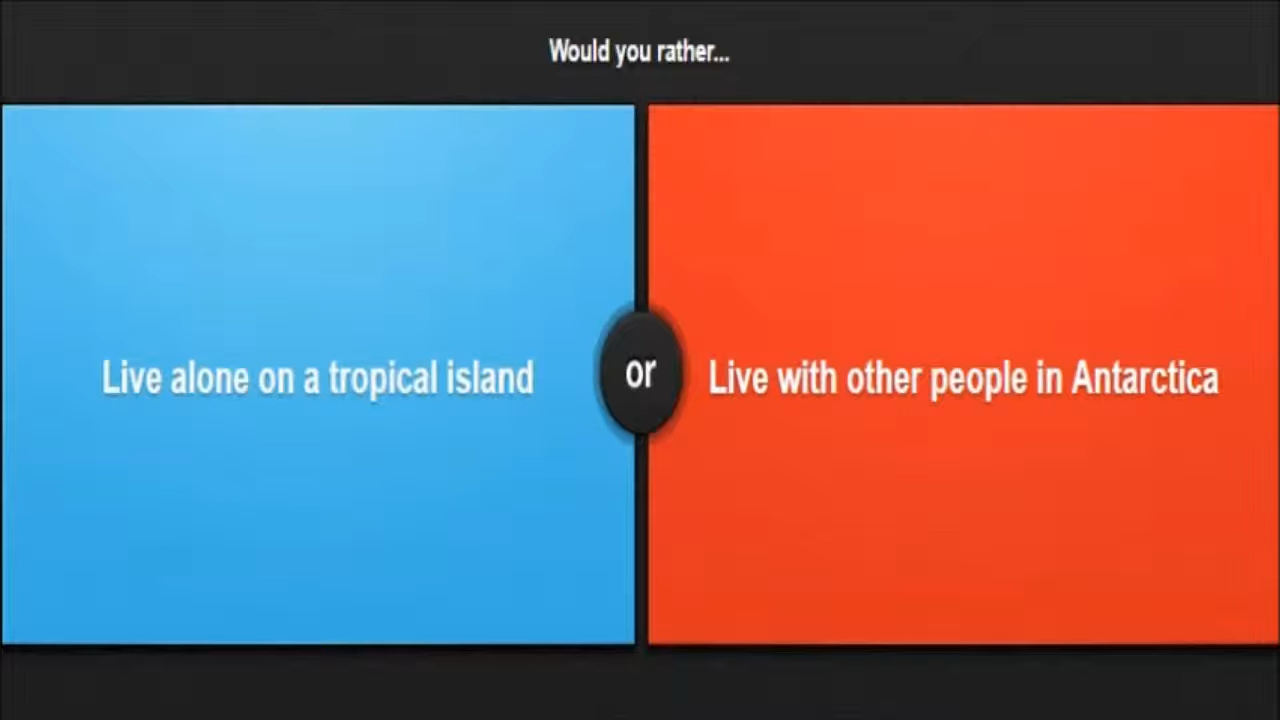 Would you rather...
Live alone on a tropical island
or
Live with other people in Antarctica